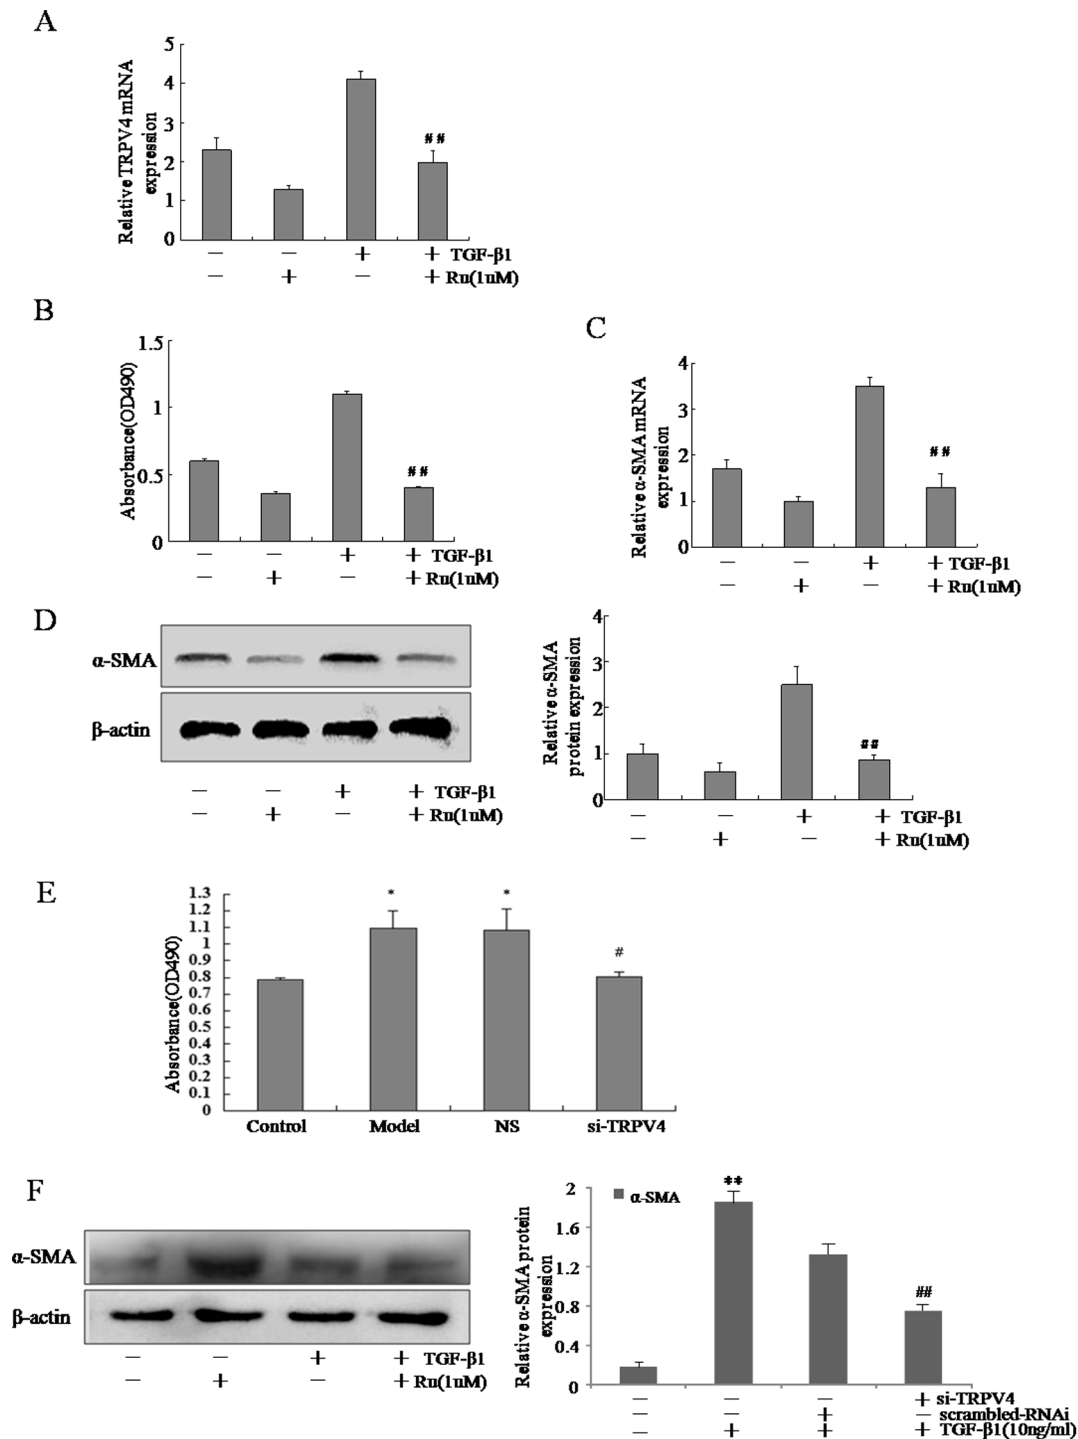 A
Relative TRPV4 mRNA
expression
5
4
3
2
1
0
##
− − + + TGF-β1
− + − + Ru(1uM)
B
Absorbance(OD490)
1.5
1
0.5
0
##
− − + + TGF-β1
− + − + Ru(1uM)
C
Relative α-SMA mRNA
expression
4
3
2
1
0
##
− − + + TGF-β1
− + − + Ru(1uM)
D
α-SMA
β-actin
− − + + TGF-β1
− + − + Ru(1uM)
Relative α-SMA
protein expression
4
3
2
1
0
##
− − + + TGF-β1
− + − + Ru(1uM)
E
Absorbance(OD490)
1.3
1.2
1.1
1
0.9
0.8
0.7
0.6
0.5
0.4
0.3
0.2
0.1
0
* * #
Control Model NS si-TRPV4
F
α-SMA
β-actin
− − + + TGF-β1
− + − + Ru(1uM)
Relative α-SMA protein
expression
2
1.6
1.2
0.8
0.4
0
α-SMA
** ##
− − − + si-TRPV4
− − + − scrambled-RNAi
− + + + TGF-β1(10ng/ml)